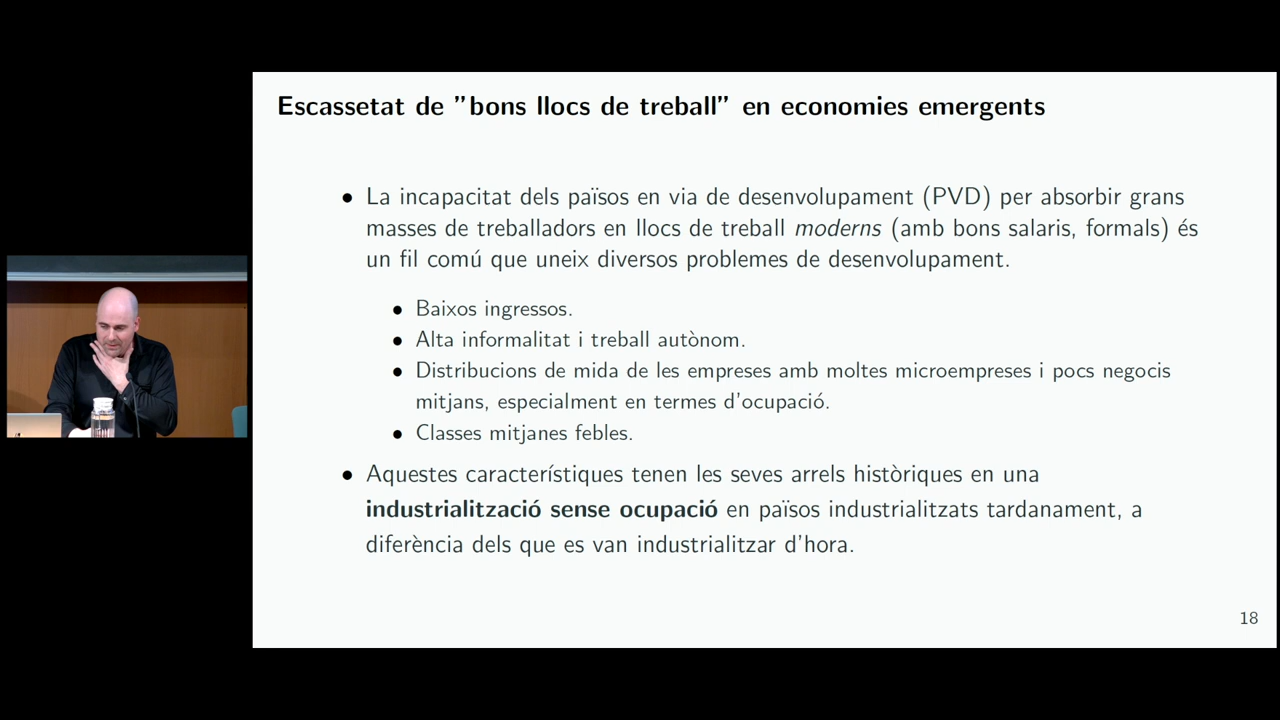 Escassetat de ”bons llocs de treball” en economies emergents
• La incapacitat dels països en via de desenvolupament (PVD) per absorbir grans
masses de treballadors en llocs de treball moderns (amb bons salaris, formals) és
un fil comú que uneix diversos problemes de desenvolupament.
• Baixos ingressos.
• Alta informalitat i treball autònom.
• Distribucions de mida de les empreses amb moltes microempreses i pocs negocis
mitjans, especialment en termes d’ocupació.
• Classes mitjanes febles.
• Aquestes característiques tenen les seves arrels històriques en una
industrialització sense ocupació en països industrialitzats tardanament, a
diferència dels que es van industrialitzar d’hora.
18